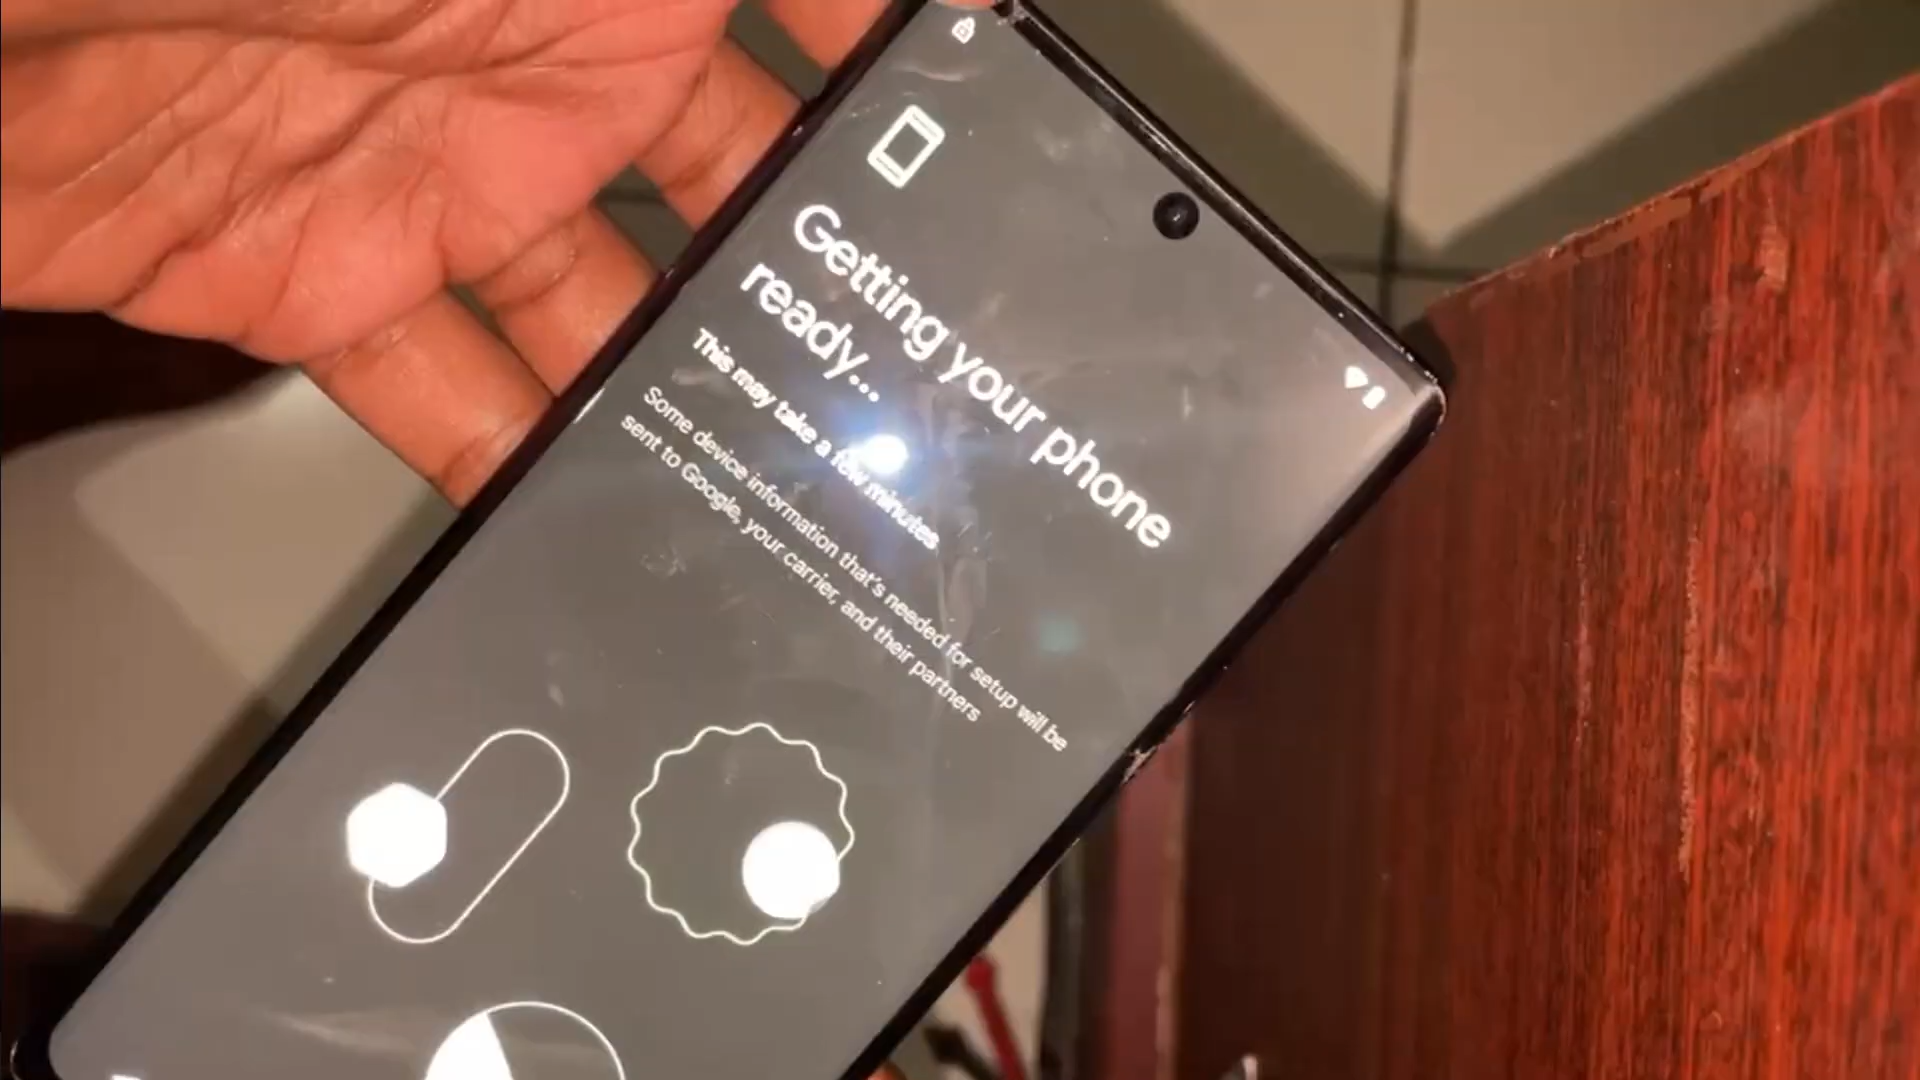 Getting your phone
ready...
This may take a few minutes
Some device information that's needed for setup will be
sent to Google, your carrier, and their partners